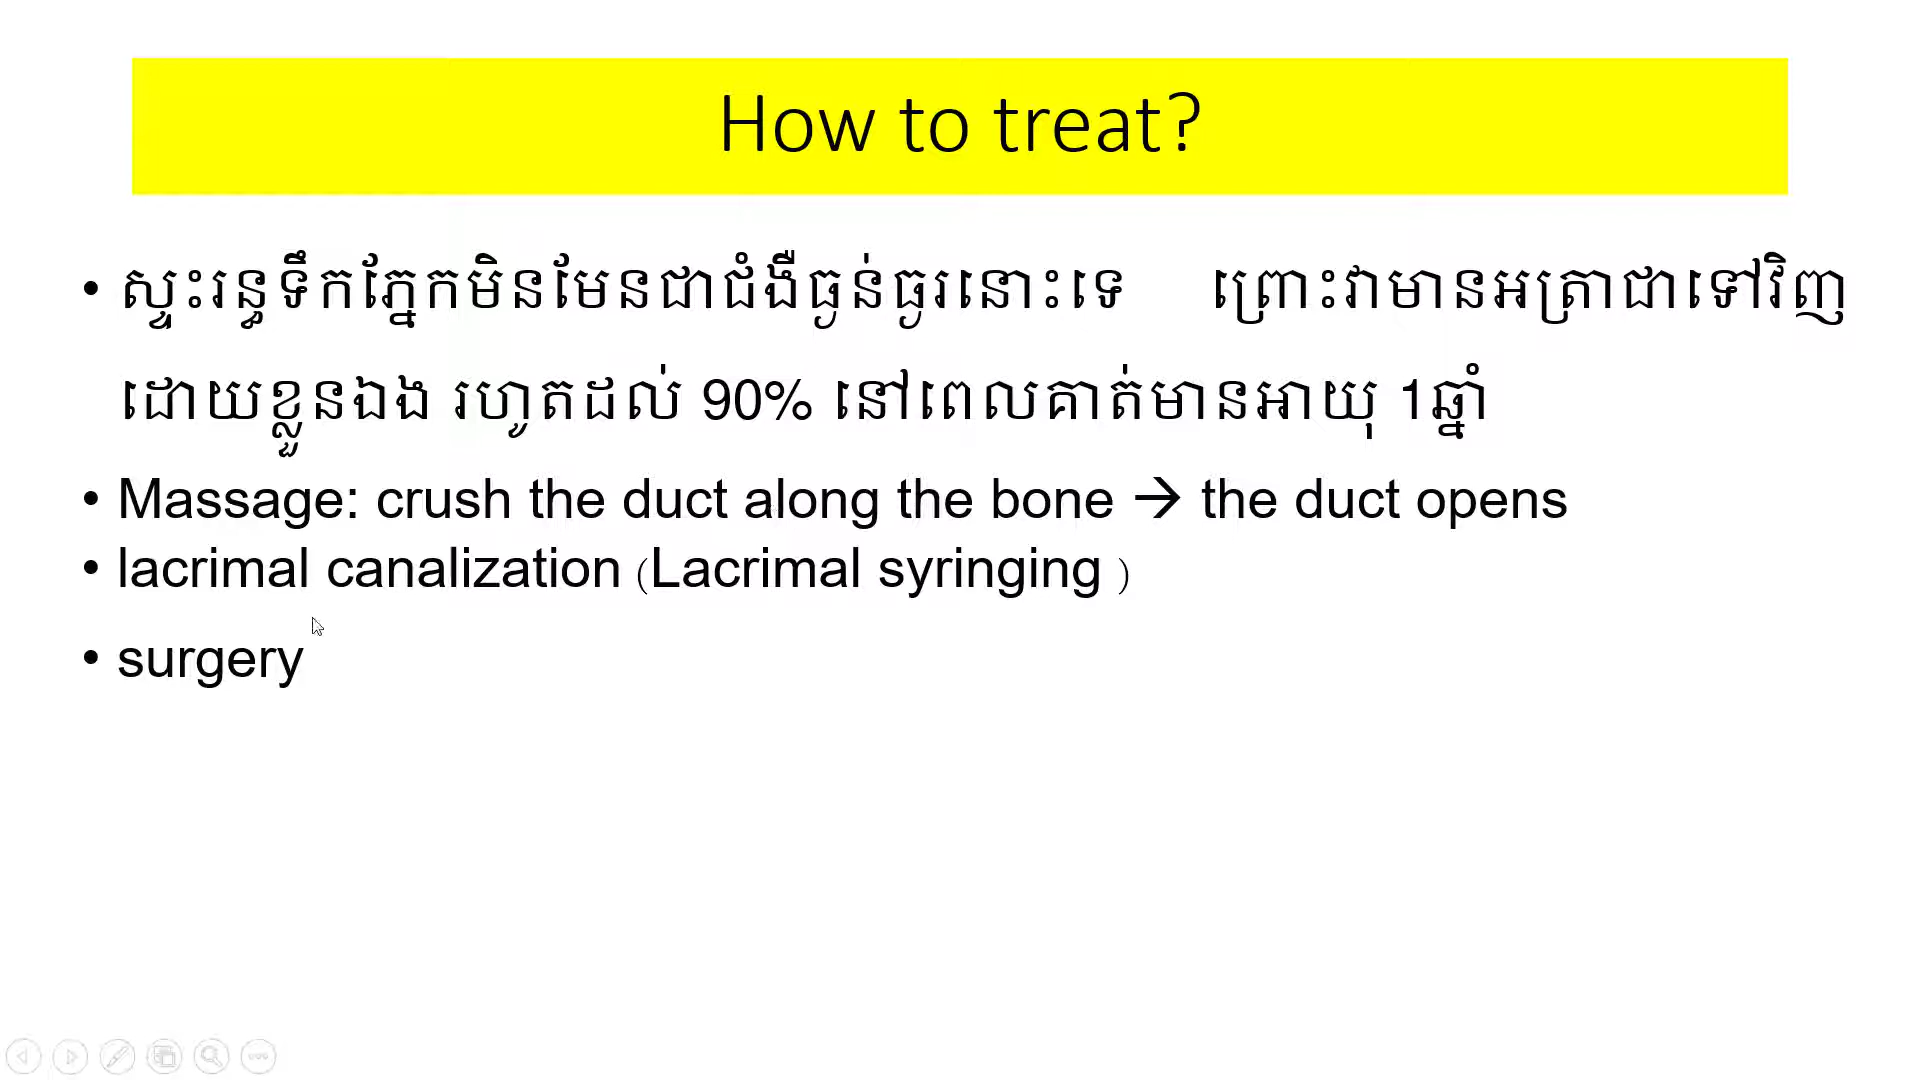 How to treat?
• ស្ទះរន្ធទឹកភ្នែកមិនមែនជាជំងឺធ្ងន់ធ្ងរនោះទេ ព្រោះវាមានអត្រាជាទៅវិញ
ដោយខ្លួនឯង រហូតដល់ 90% នៅពេលគាត់មានអាយុ 1ឆ្នាំ
• Massage: crush the duct along the bone → the duct opens
• lacrimal canalization (Lacrimal syringing )
• surgery